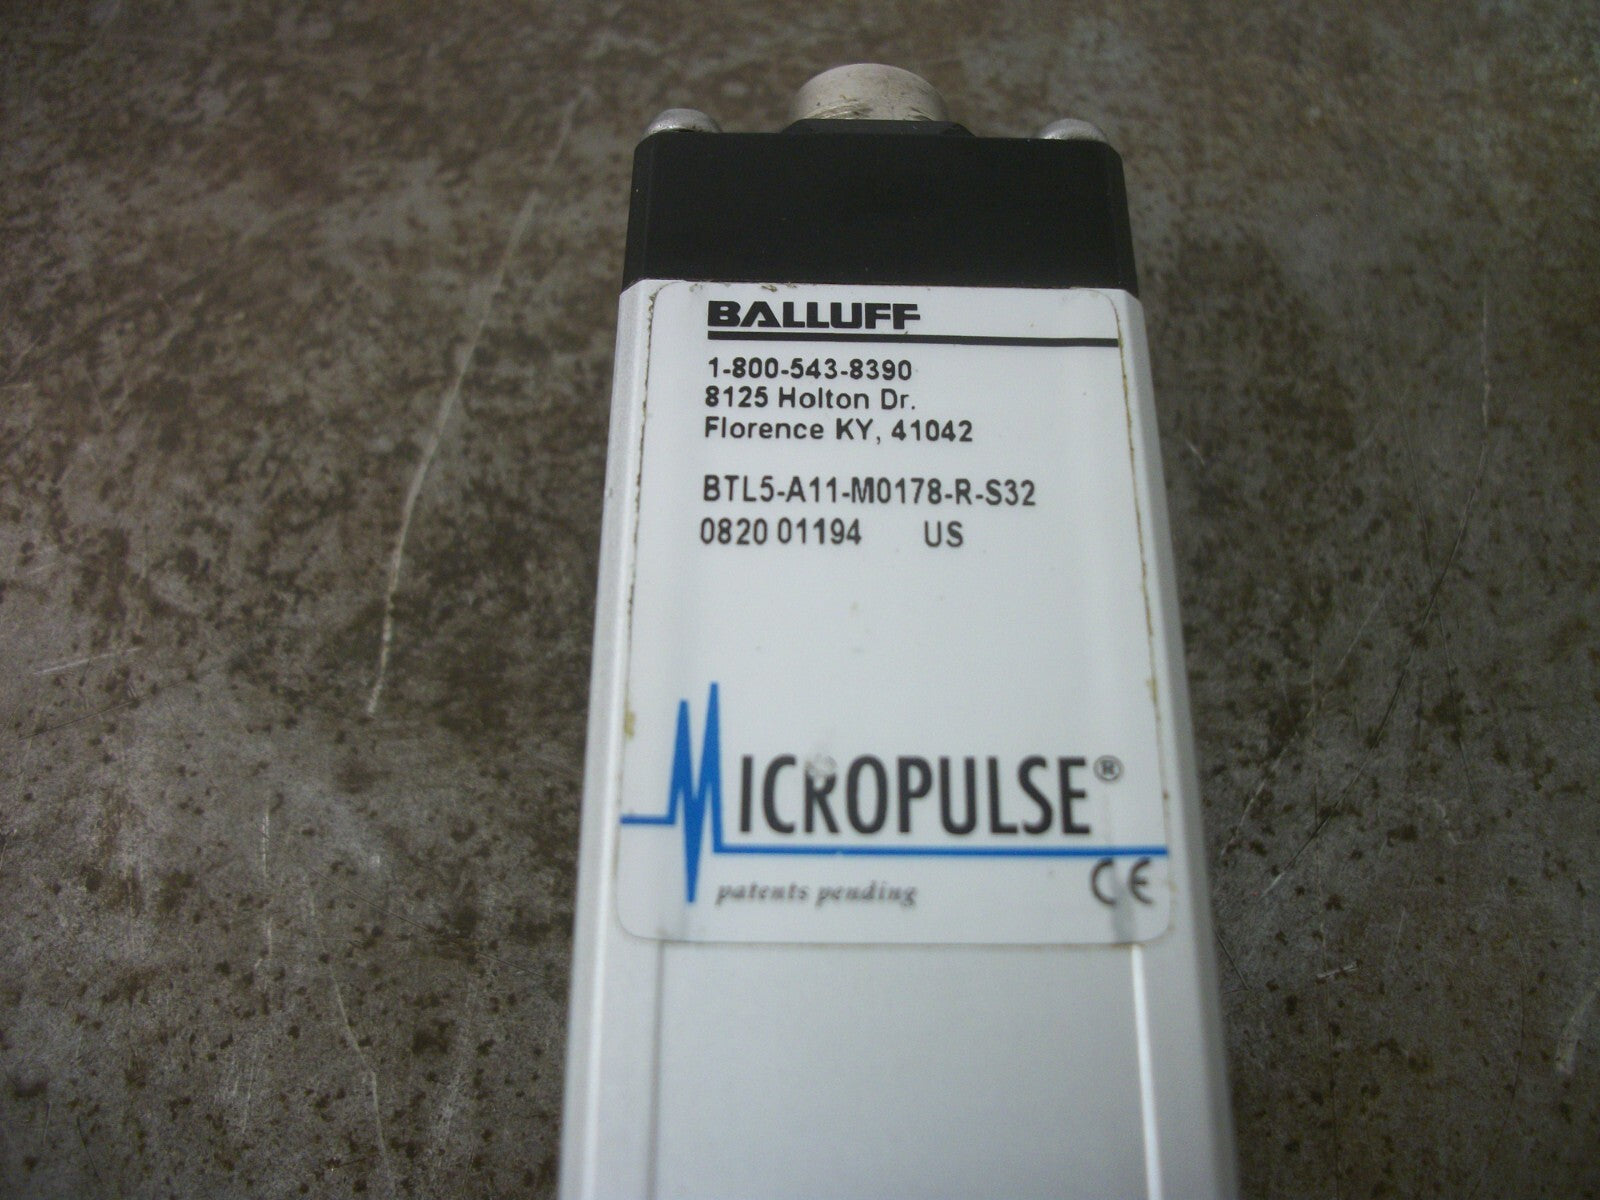 BALLUFF
1-800-543-8390
8125 Holton Dr.
Florence KY, 41042
BTL5-A11-M0178-R-S32
0820 01194 US
MICROPULSE®
patents pending
CE